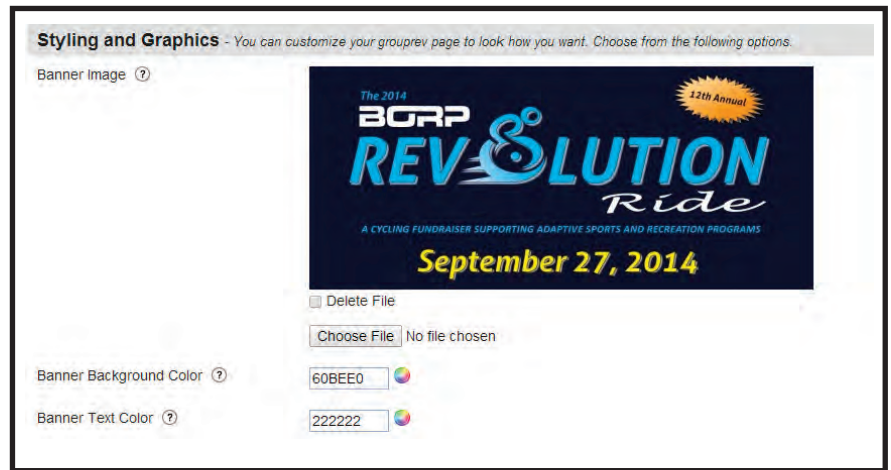 Styling and Graphics - You can customize your grouprev page to look how you want. Choose from the following options.
Banner Image ?
The 2014
12th Annual
BORP
REVOLUTION
Ride
A CYCLING FUNDRAISER SUPPORTING ADAPTIVE SPORTS AND RECREATION PROGRAMS
September 27, 2014
Delete File
Choose File No file chosen
Banner Background Color ? 60BEE0
Banner Text Color ? 222222